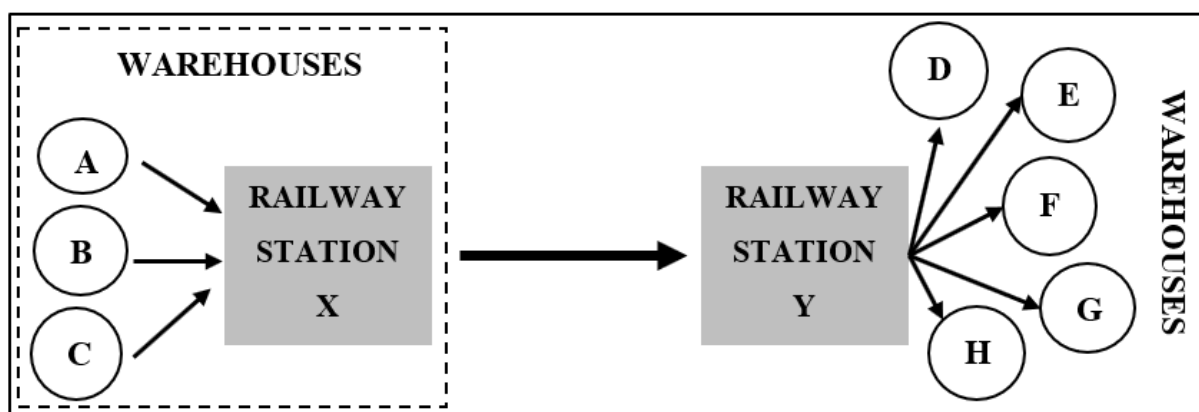 WAREHOUSES
A
B
C
RAILWAY
STATION
X
RAILWAY
STATION
Y
D
E
F
G
H
WAREHOUSES